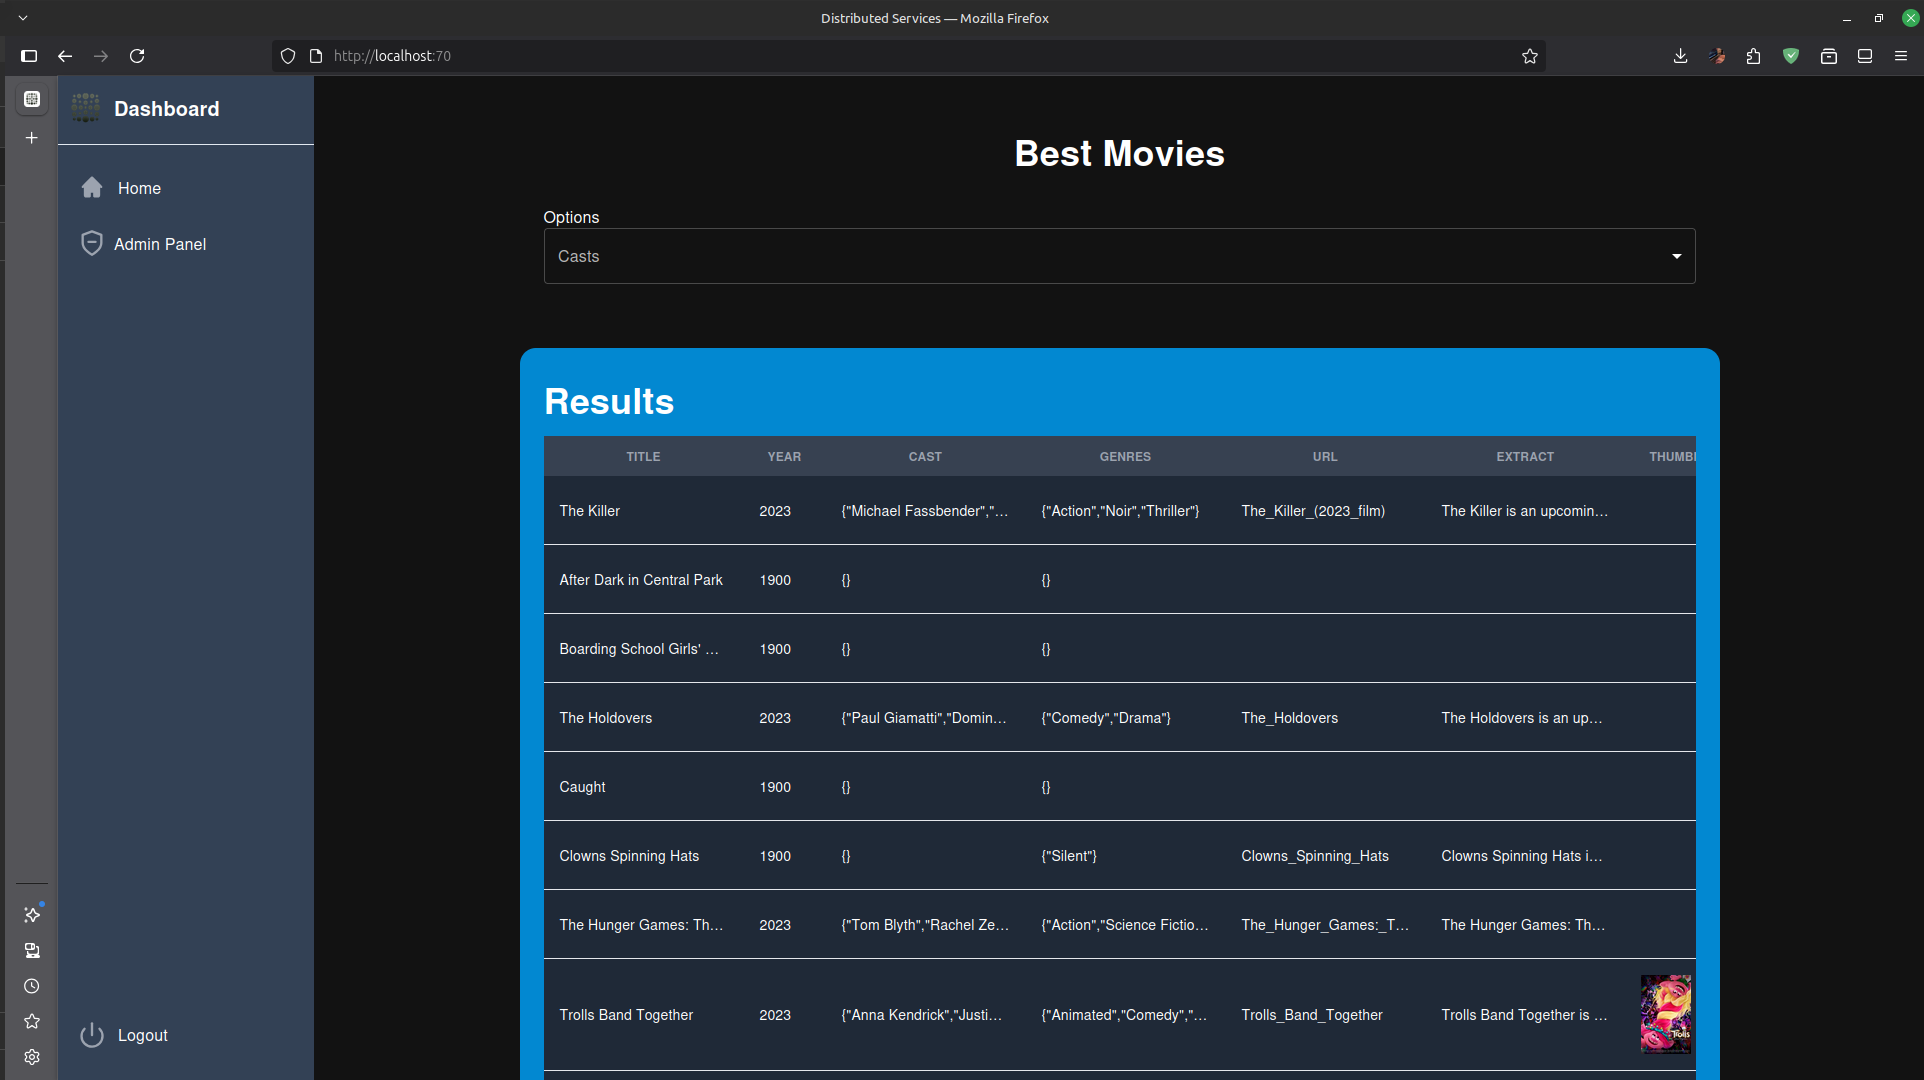 Distributed Services — Mozilla Firefox
http://localhost:70
Dashboard
Home
Admin Panel
Logout
Best Movies
Options
Casts
Results
TITLE YEAR CAST GENRES URL EXTRACT THUMB
The Killer 2023 {"Michael Fassbender","... {"Action","Noir","Thriller"} The_Killer_(2023_film) The Killer is an upcomin...
After Dark in Central Park 1900 {} {}
Boarding School Girls' ... 1900 {} {}
The Holdovers 2023 {"Paul Giamatti","Domin... {"Comedy","Drama"} The_Holdovers The Holdovers is an up...
Caught 1900 {} {}
Clowns Spinning Hats 1900 {} {"Silent"} Clowns_Spinning_Hats Clowns Spinning Hats i...
The Hunger Games: Th... 2023 {"Tom Blyth","Rachel Ze... {"Action","Science Fictio... The_Hunger_Games:_T... The Hunger Games: Th...
Trolls Band Together 2023 {"Anna Kendrick","Justi... {"Animated","Comedy","... Trolls_Band_Together Trolls Band Together is ...
Trolls